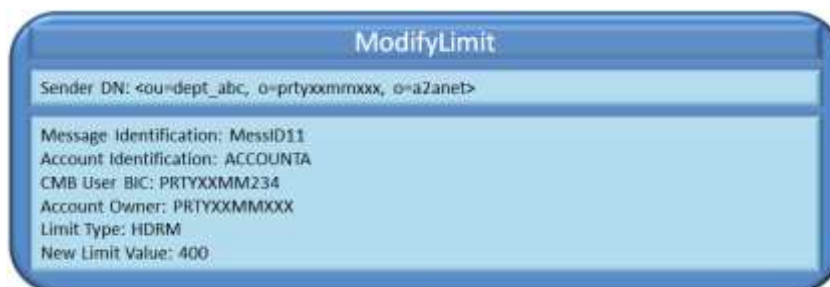 ModifyLimit
Sender DN: <ou=dept_abc, o=prtyxxmmxxx, o=a2anet>
Message Identification: MessID11
Account Identification: ACCOUNTA
CMB User BIC: PRTYXXMM234
Account Owner: PRTYXXMMXXX
Limit Type: HDRM
New Limit Value: 400